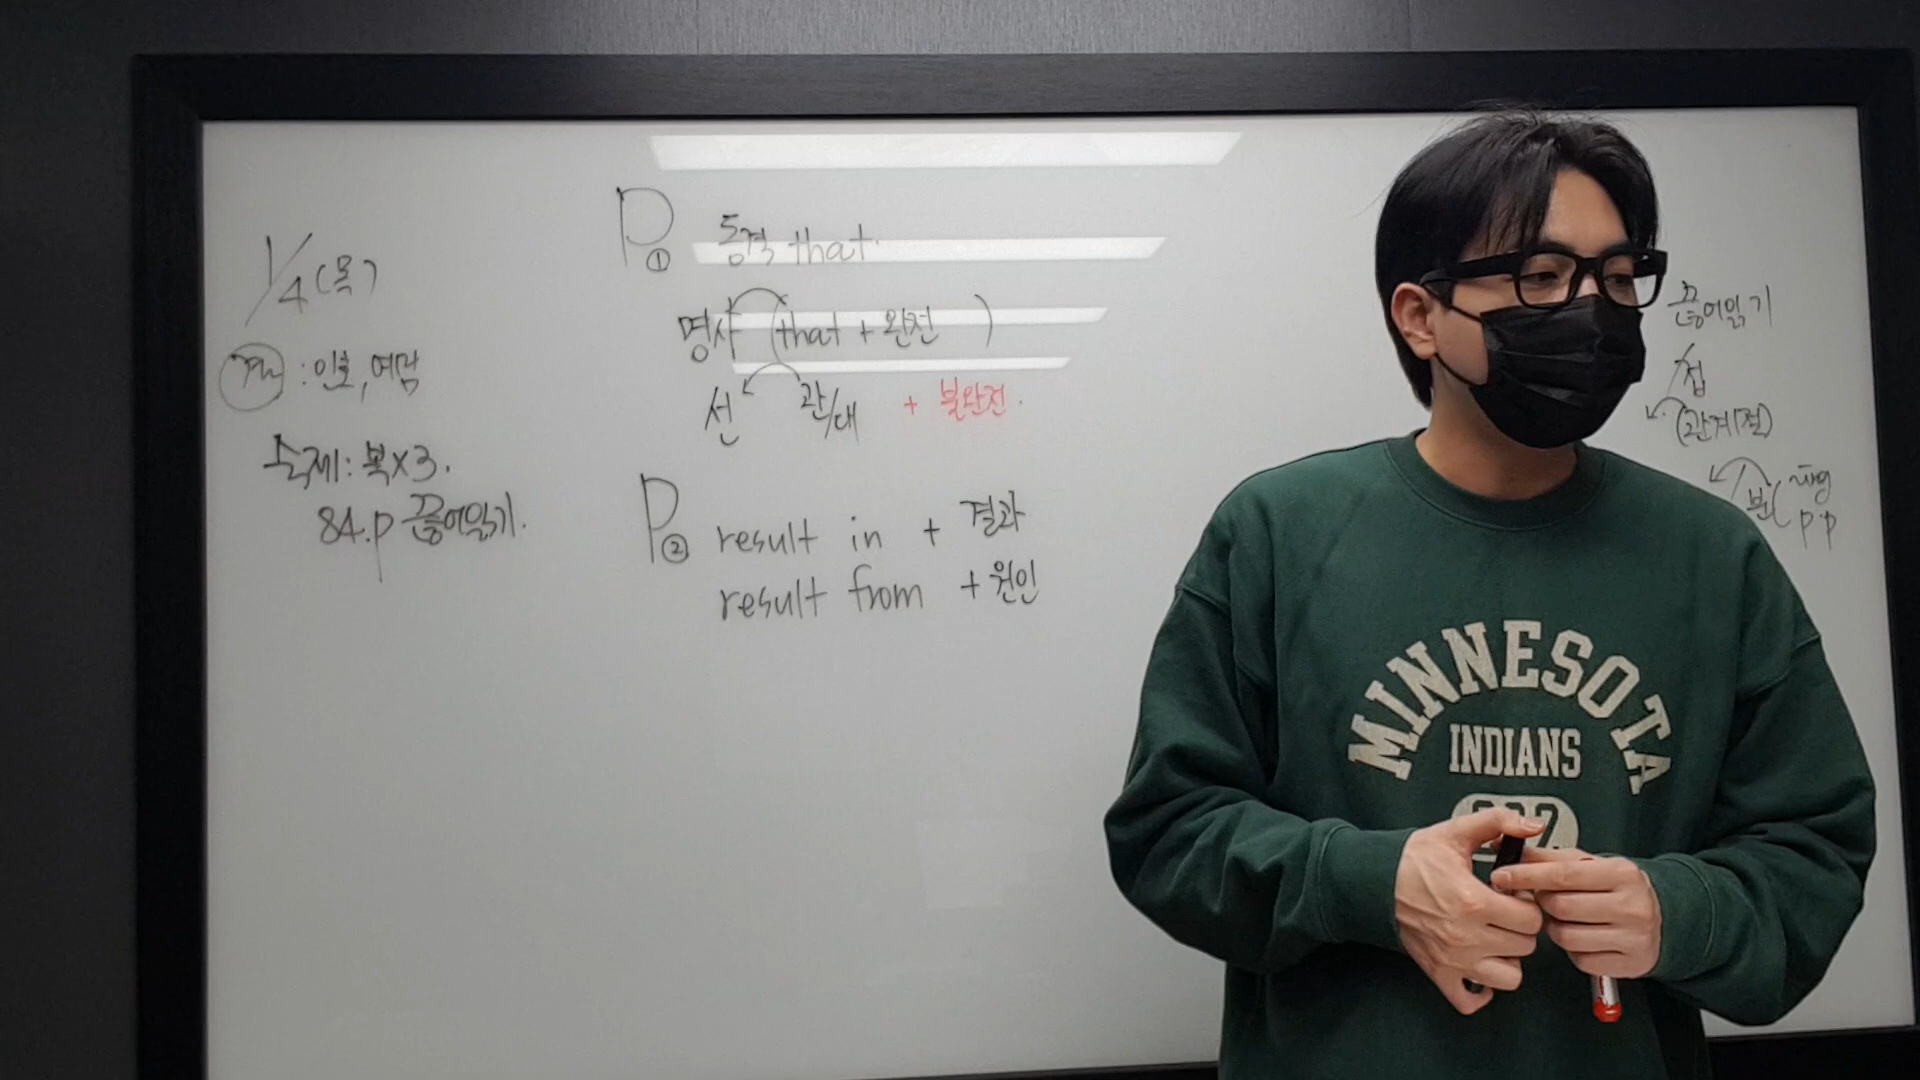 1/4 (목)
: 인호, 여람
숙제: 복x3.
84.p 끊어읽기.
P① 동격 that.
명사 (that + 완전 )
선 관/대 + 불완전.
P② result in + 결과
result from + 원인
끊어읽기
/접
(관계절)
분( ~ing
p.p
MINNESOTA
INDIANS